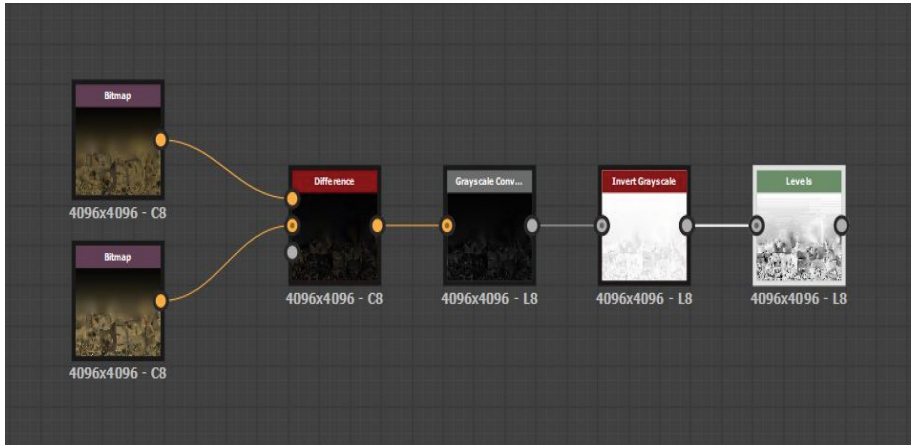 Bitmap
4096x4096 - C8
Bitmap
4096x4096 - C8
Difference
4096x4096 - C8
Grayscale Conv...
4096x4096 - L8
Invert Grayscale
4096x4096 - L8
Levels
4096x4096 - L8